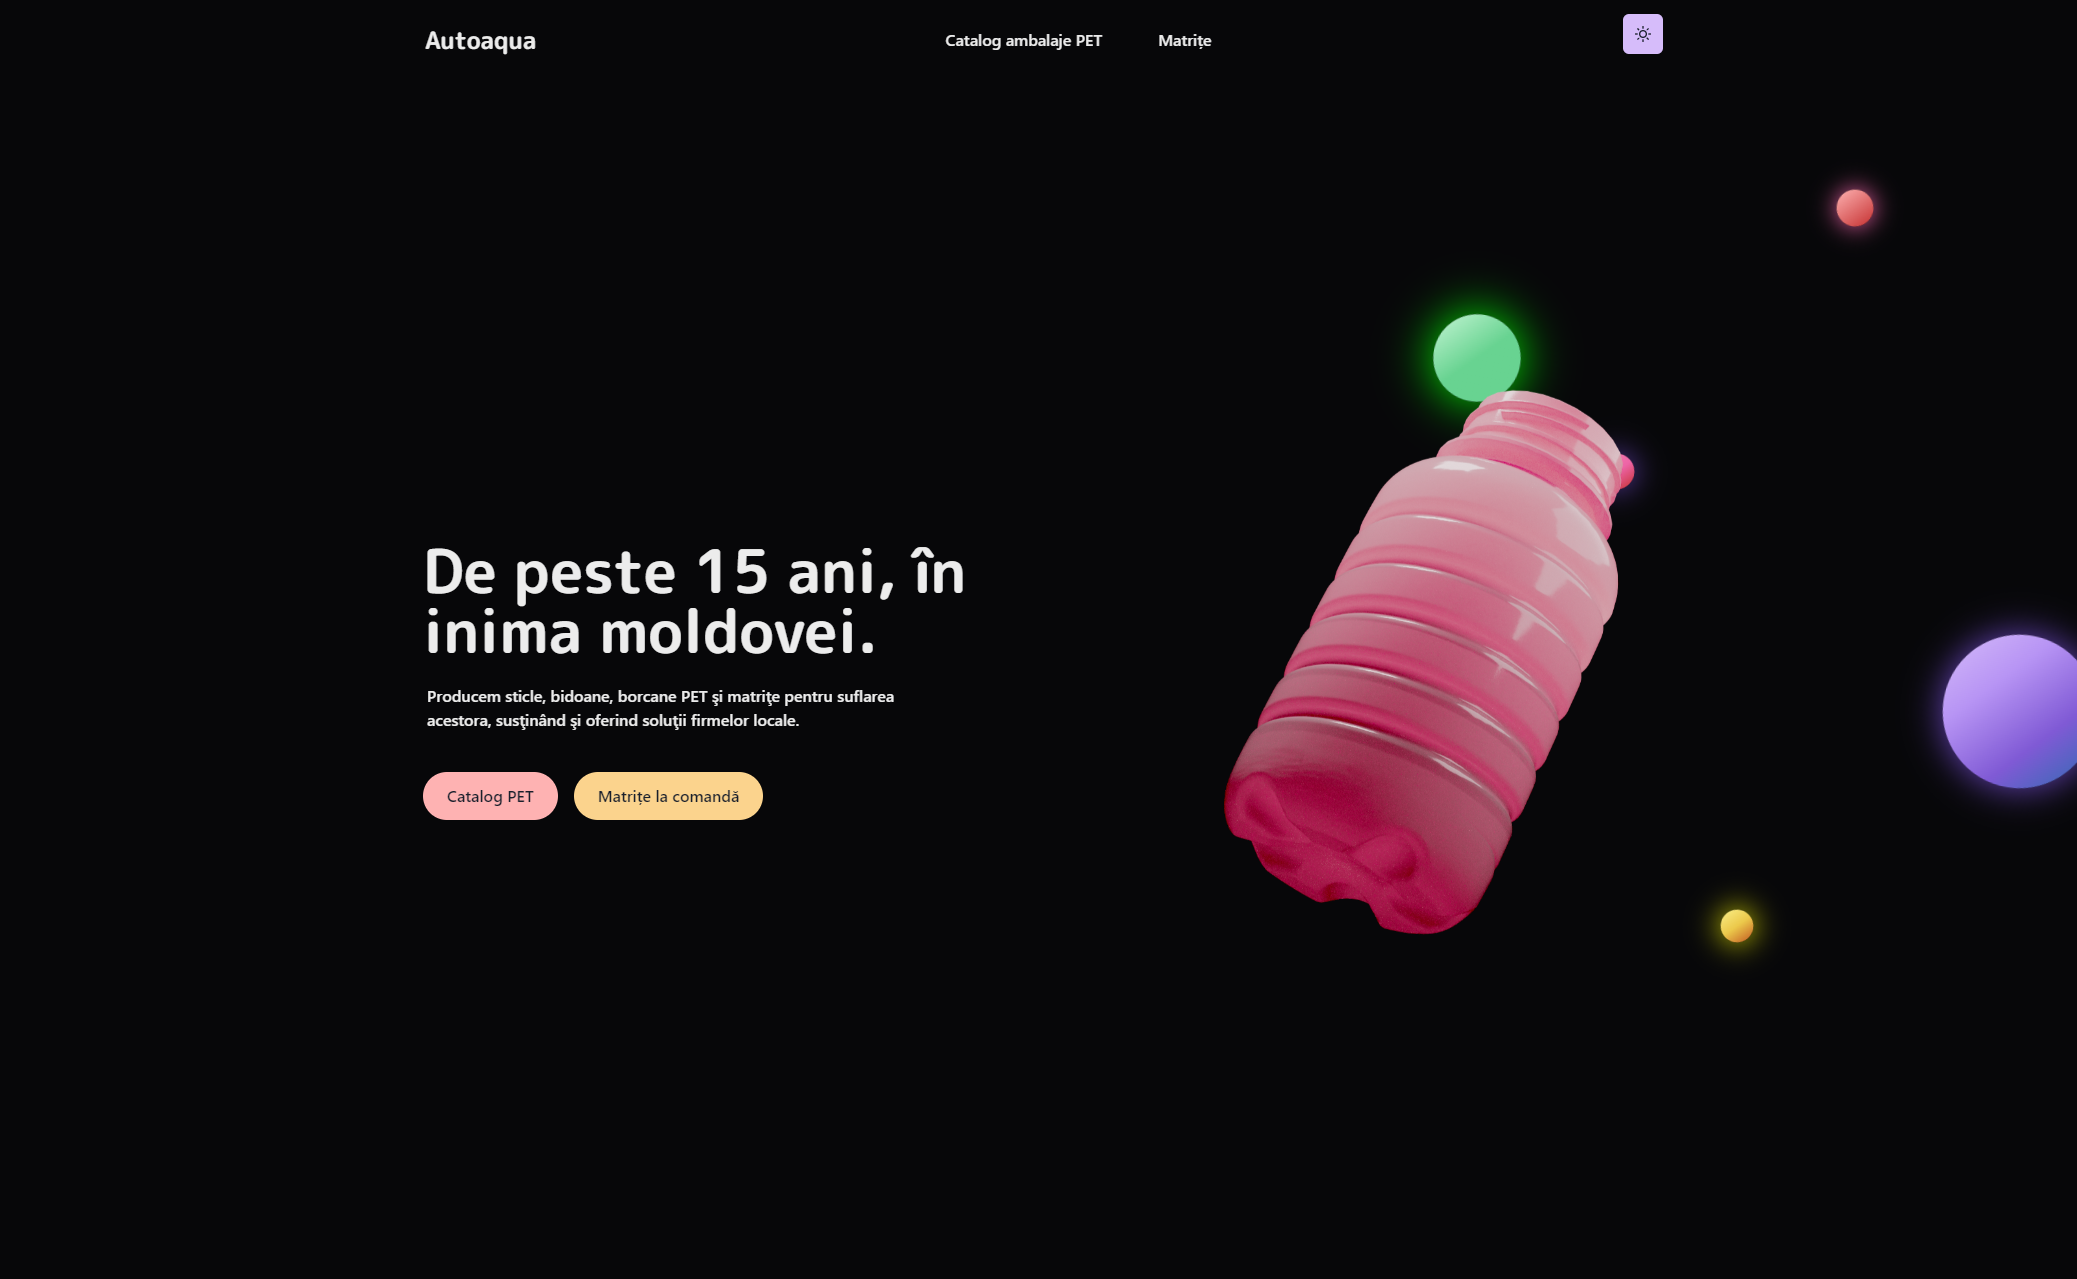 Autoaqua
Catalog ambalaje PET
Matrițe
De peste 15 ani, în
inima moldovei.
Producem sticle, bidoane, borcane PET şi matriţe pentru suflarea
acestora, susţinând şi oferind soluţii firmelor locale.
Catalog PET
Matrițe la comandă